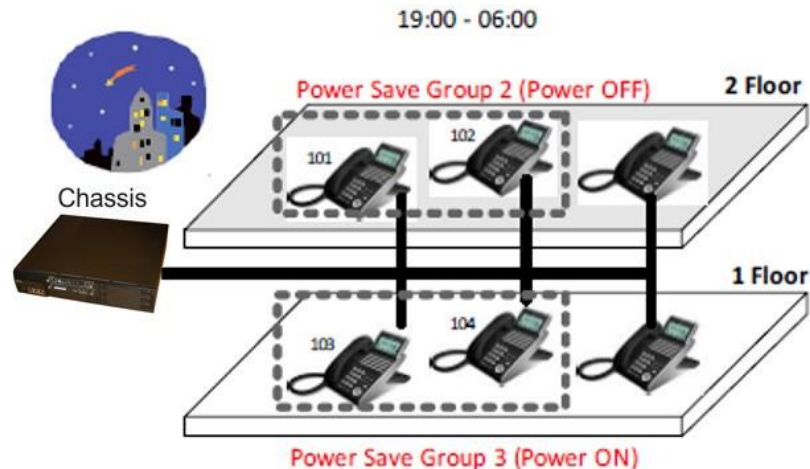 19:00 - 06:00
Power Save Group 2 (Power OFF)
2 Floor
101
102
Chassis
1 Floor
103
104
Power Save Group 3 (Power ON)